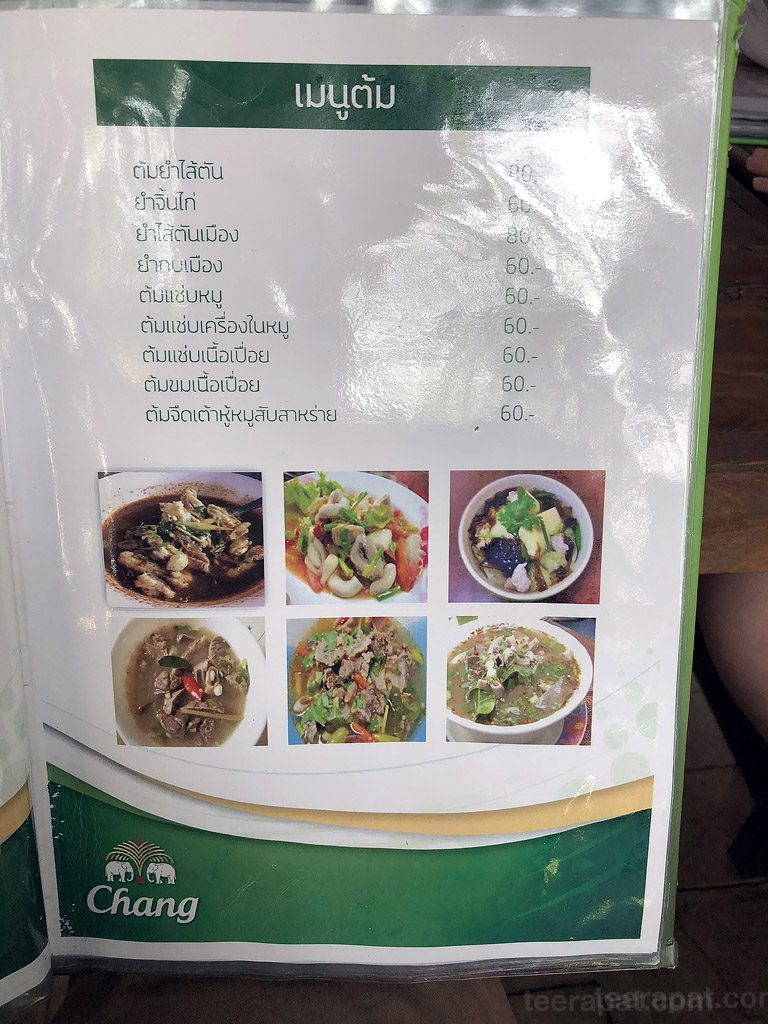 เมนูต้ม
ต้มยำไส้ตัน 80.-
ยำจิ้นไก่ 60.-
ยำไส้ตันเมือง 80.-
ยำกบเมือง 60.-
ต้มแซ่บหมู 60.-
ต้มแซ่บเครื่องในหมู 60.-
ต้มแซ่บเนื้อเปื่อย 60.-
ต้มขมเนื้อเปื่อย 60.-
ต้มจืดเต้าหู้หมูสับสาหร่าย 60.-
Chang